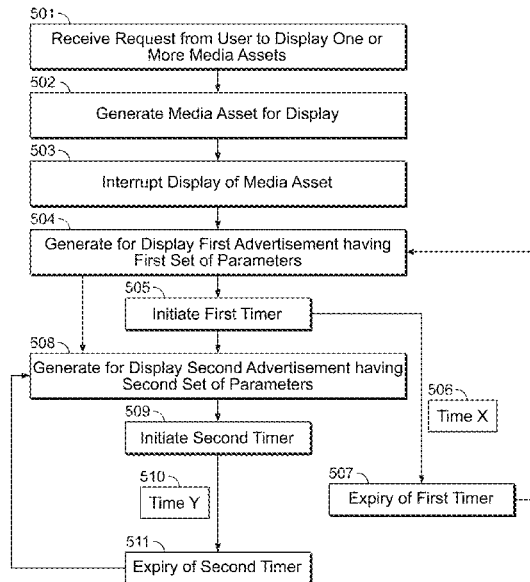 501
Receive Request from User to Display One or
More Media Assets
502
Generate Media Asset for Display
503
Interrupt Display of Media Asset
504
Generate for Display First Advertisement having
First Set of Parameters
505
Initiate First Timer
508
Generate for Display Second Advertisement having
Second Set of Parameters
506
Time X
509
Initiate Second Timer
510
Time Y
507
Expiry of First Timer
511
Expiry of Second Timer